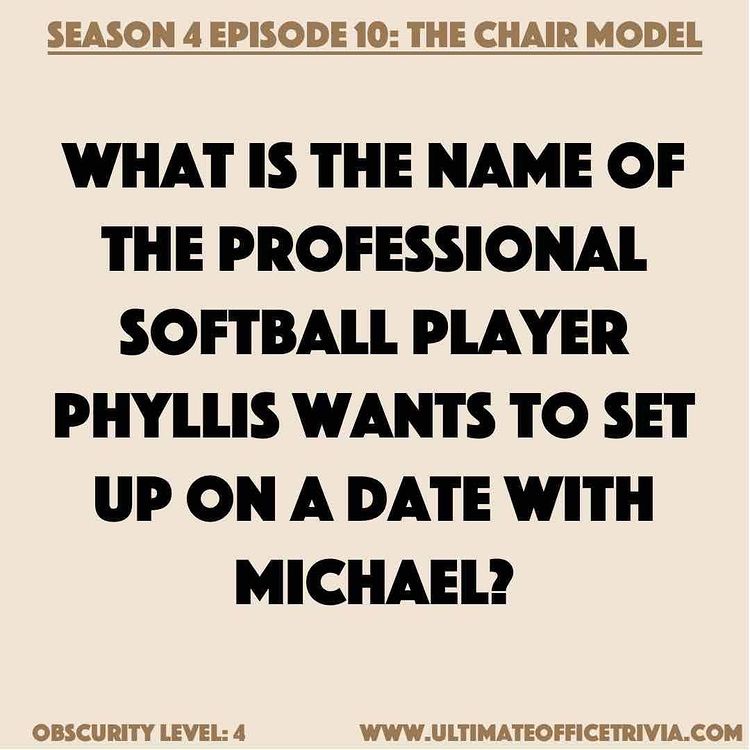 SEASON 4 EPISODE 10: THE CHAIR MODEL
WHAT IS THE NAME OF
THE PROFESSIONAL
SOFTBALL PLAYER
PHYLLIS WANTS TO SET
UP ON A DATE WITH
MICHAEL?
OBSCURITY LEVEL: 4
WWW.ULTIMATEOFFICETRIVIA.COM